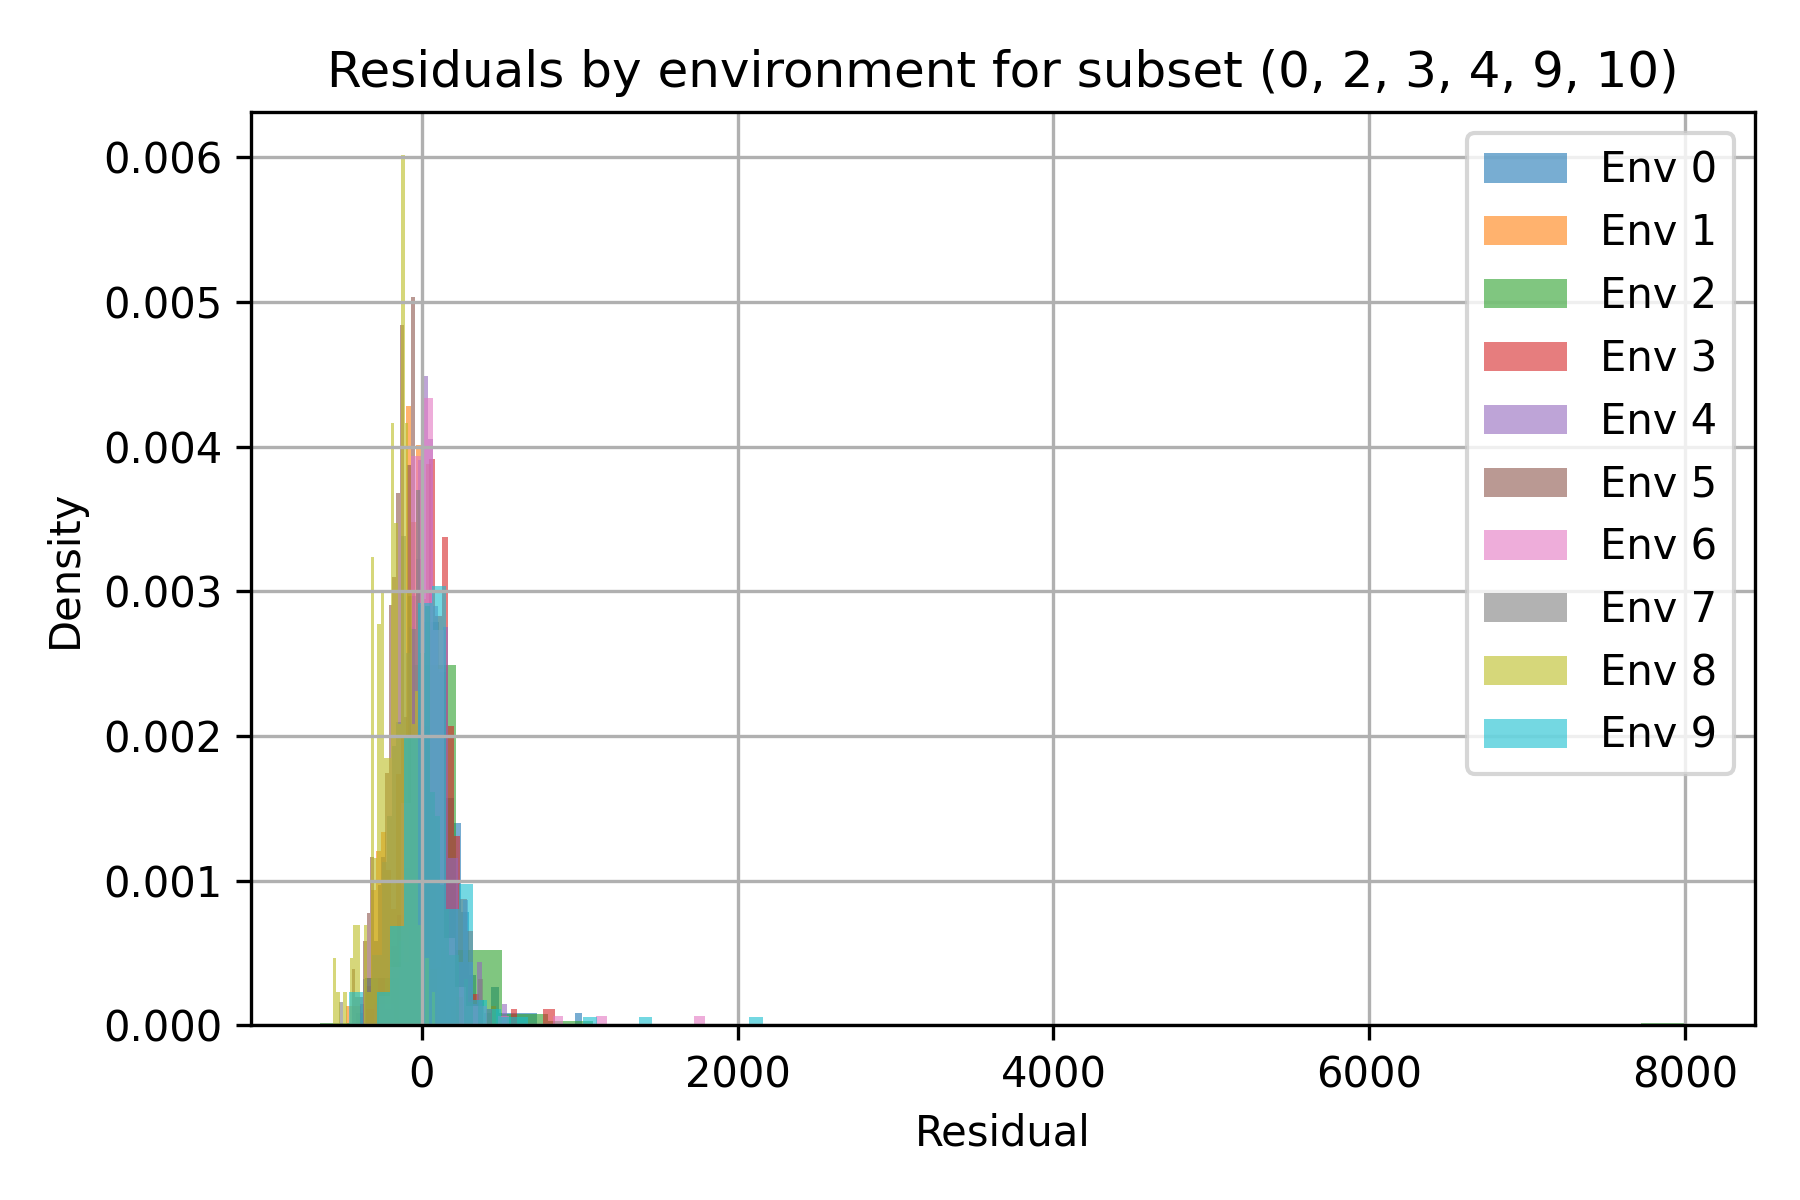 Residuals by environment for subset (0, 2, 3, 4, 9, 10)
0.006
0.005
0.004
0.003
0.002
0.001
0.000
Density
0
2000
4000
6000
8000
Residual
Env 0
Env 1
Env 2
Env 3
Env 4
Env 5
Env 6
Env 7
Env 8
Env 9